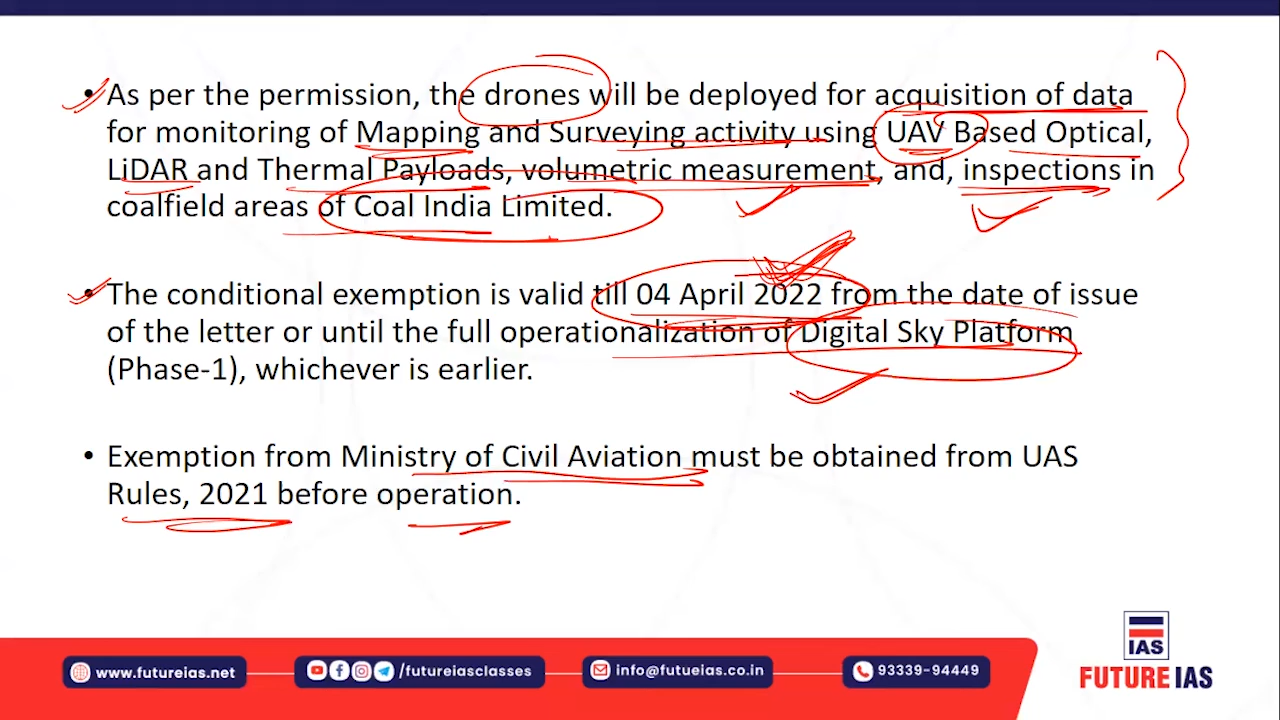 • As per the permission, the drones will be deployed for acquisition of data
for monitoring of Mapping and Surveying activity using UAV Based Optical,
LiDAR and Thermal Payloads, volumetric measurement, and, inspections in
coalfield areas of Coal India Limited.
• The conditional exemption is valid till 04 April 2022 from the date of issue
of the letter or until the full operationalization of Digital Sky Platform
(Phase-1), whichever is earlier.
• Exemption from Ministry of Civil Aviation must be obtained from UAS
Rules, 2021 before operation.
IAS
FUTURE IAS
www.futureias.net
/futureiasclasses
info@futueias.co.in
93339-94449